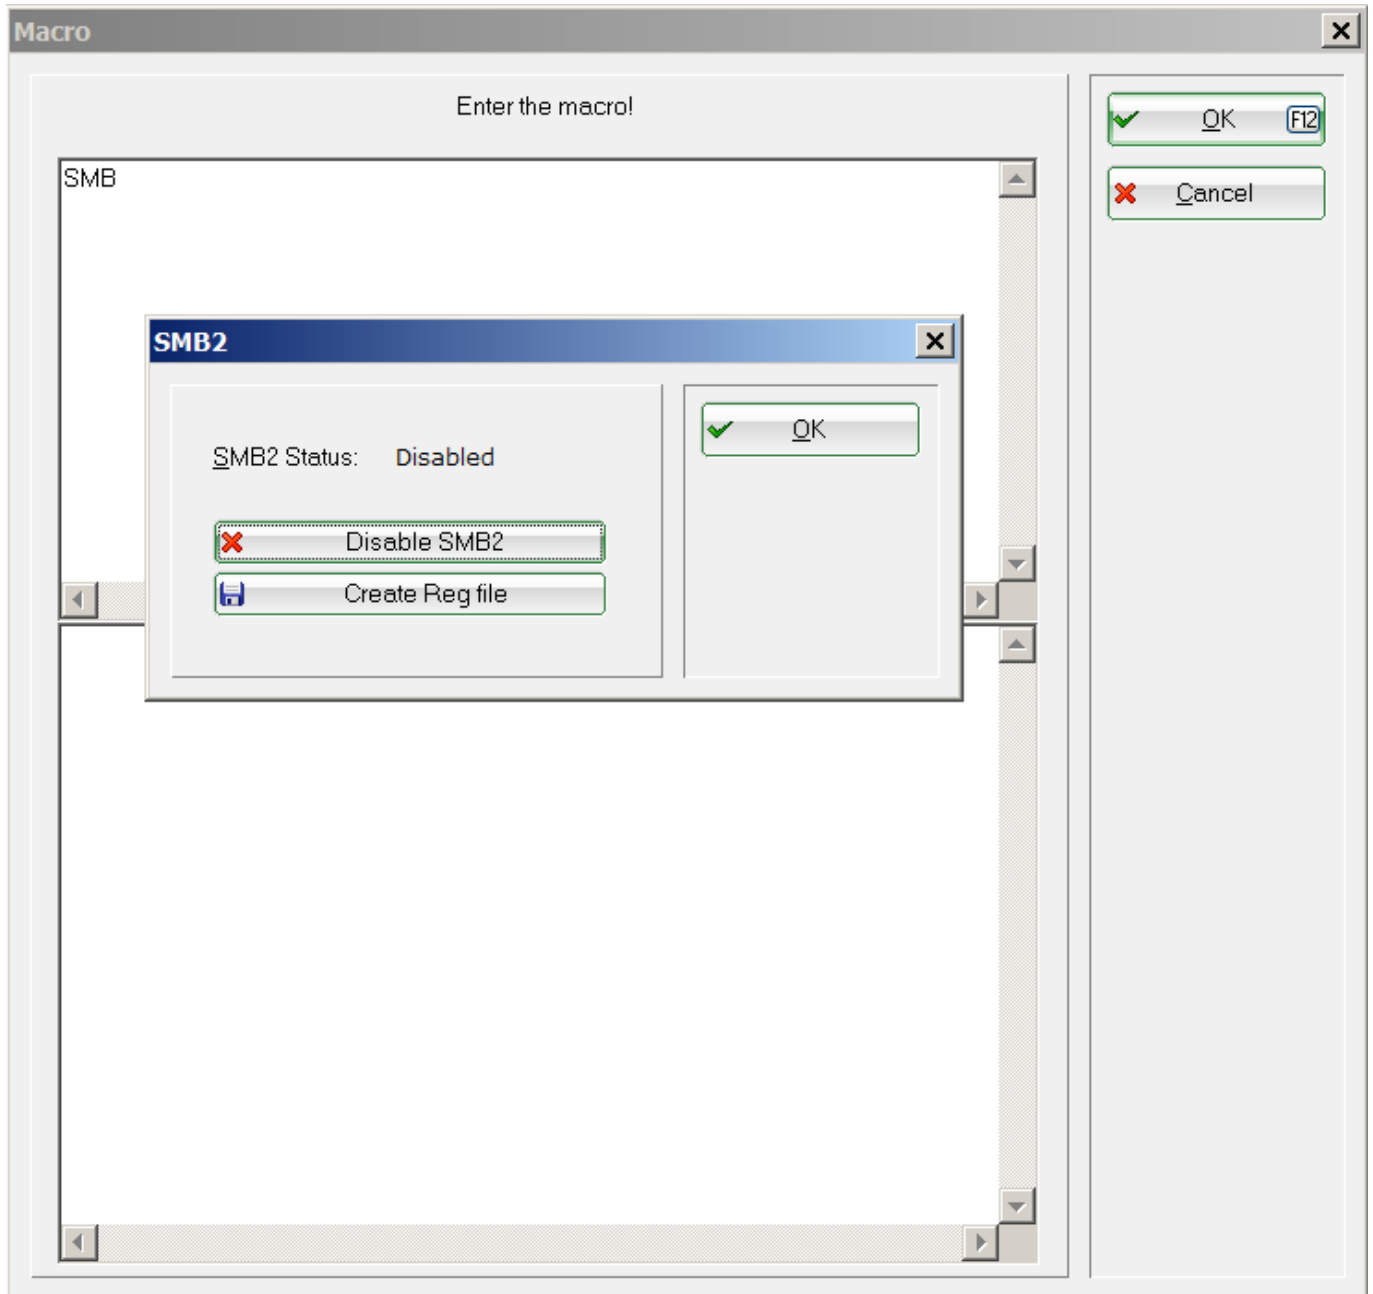 Macro
Enter the macro!
OK F12
Cancel
SMB
SMB2
SMB2 Status: Disabled
OK
Disable SMB2
Create Reg file